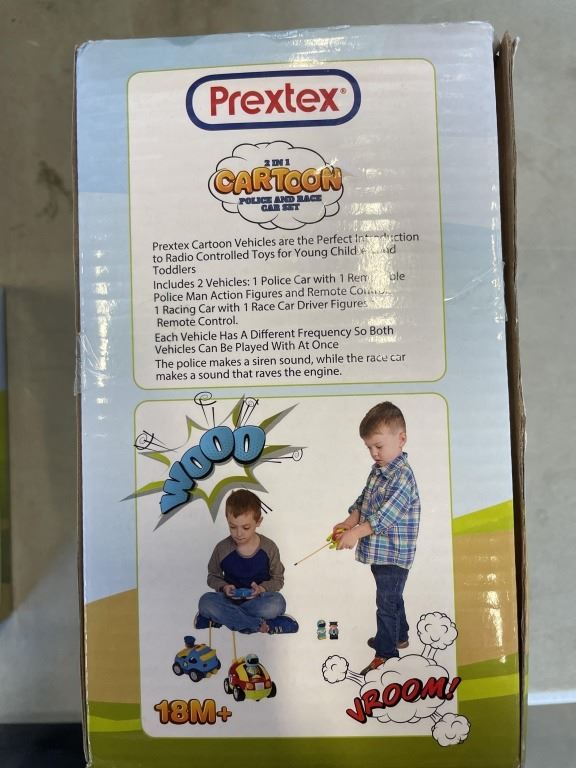 Prextex®
2 IN 1
CARTOON
POLICE AND RACE
CAR SET
Prextex Cartoon Vehicles are the Perfect Introduction
to Radio Controlled Toys for Young Children and
Toddlers
Includes 2 Vehicles: 1 Police Car with 1
Police Man Action Figures and Remote
1 Racing Car with 1 Race Car Driver Figures
Remote Control.
Each Vehicle Has A Different Frequency So Both
Vehicles Can Be Played With At Once
The police makes a siren sound, while the race car
makes a sound that raves the engine.
WOOO
18M+
VROOM!